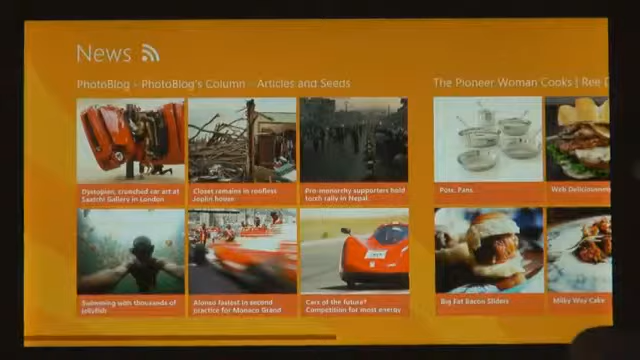 News
PhotoBlog - PhotoBlog's Column - Articles and Seeds
The Pioneer Woman Cooks | Ree D
Dystopian, crunched car art at
Saatchi Gallery in London
Closet remains in roofless
Joplin house
Pro-monarchy supporters hold
torch rally in Nepal
Pots, Pans,
Web Deliciousness
Swimming with thousands of
jellyfish
Alonso fastest in second
practice for Monaco Grand
Cars of the future?
Competition for most energy
Big Fat Bacon Sliders
Milky Way Cake